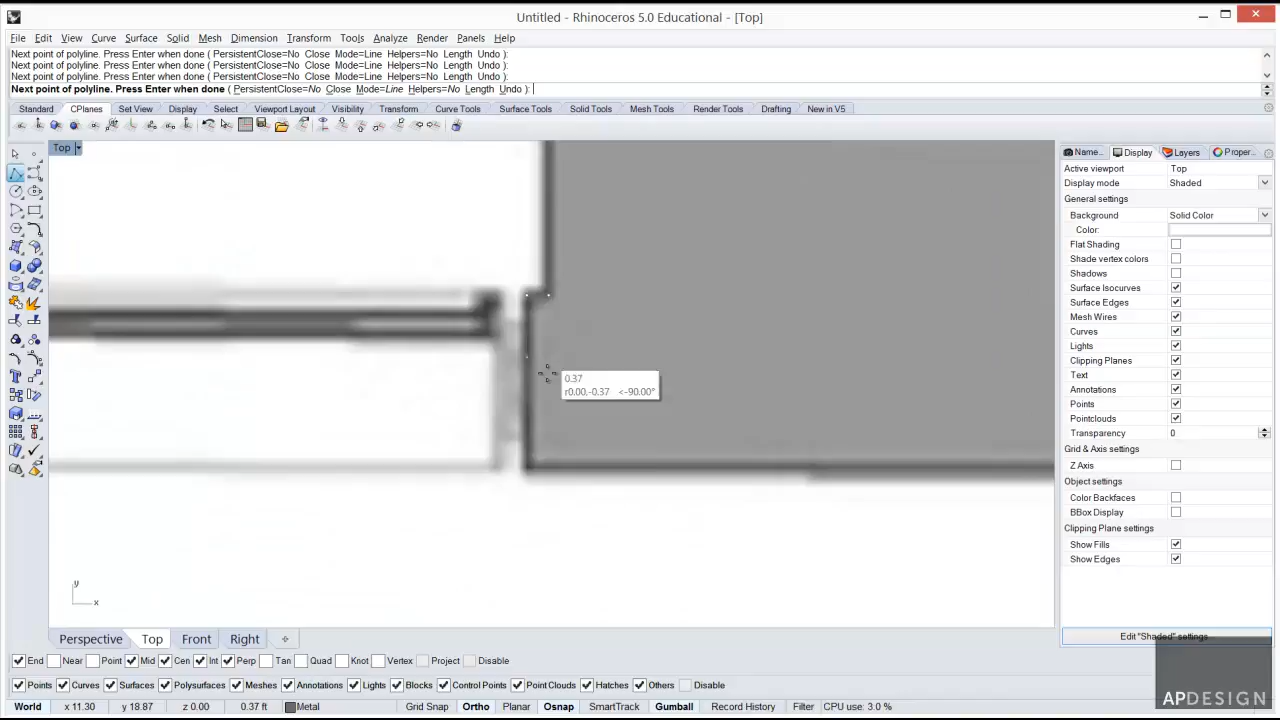 Untitled - Rhinoceros 5.0 Educational - [Top]
File Edit View Curve Surface Solid Mesh Dimension Transform Tools Analyze Render Panels Help
Next point of polyline. Press Enter when done ( PersistentClose=No Close Mode=Line Helpers=No Length Undo ):
Next point of polyline. Press Enter when done ( PersistentClose=No Close Mode=Line Helpers=No Length Undo ):
Next point of polyline. Press Enter when done ( PersistentClose=No Close Mode=Line Helpers=No Length Undo ):
Next point of polyline. Press Enter when done ( PersistentClose=No Close Mode=Line Helpers=No Length Undo ):
Standard CPlanes Set View Display Select Viewport Layout Visibility Transform Curve Tools Surface Tools Solid Tools Mesh Tools Render Tools Drafting New in V5
Top
Name... Display Layers Proper...
Active viewport Top
Display mode Shaded
General settings
Background Solid Color
Color:
Flat Shading
Shade vertex colors
Shadows
Surface Isocurves
Surface Edges
Mesh Wires
Curves
Lights
Clipping Planes
Text
Annotations
Points
Pointclouds
Transparency 0
Grid & Axis settings
Z Axis
Object settings
Color Backfaces
BBox Display
Clipping Plane settings
Show Fills
Show Edges
Edit "Shaded" settings...
0.37
r0.00,-0.37 <-90.00°
y
x
Perspective Top Front Right
End Near Point Mid Cen Int Perp Tan Quad Knot Vertex Project Disable
Points Curves Surfaces Polysurfaces Meshes Annotations Lights Blocks Control Points Point Clouds Hatches Others Disable
World x 11.30 y 18.87 z 0.00 0.37 ft Metal Grid Snap Ortho Planar Osnap SmartTrack Gumball Record History Filter CPU use: 3.0 %
APDESIGN